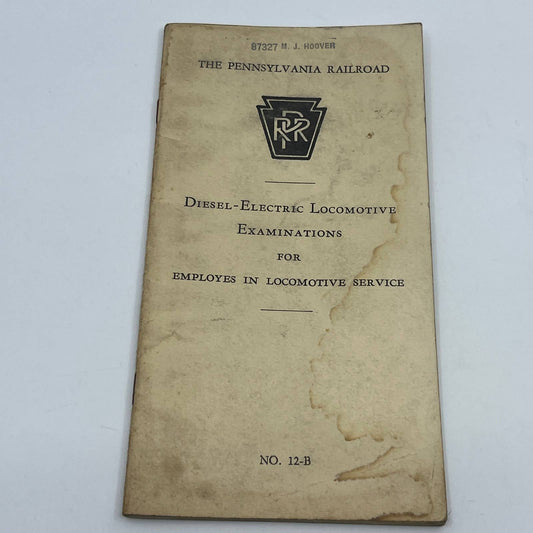 87327 M. J. HOOVER
THE PENNSYLVANIA RAILROAD
PRR
DIESEL-ELECTRIC LOCOMOTIVE
EXAMINATIONS
FOR
EMPLOYES IN LOCOMOTIVE SERVICE
NO. 12-B